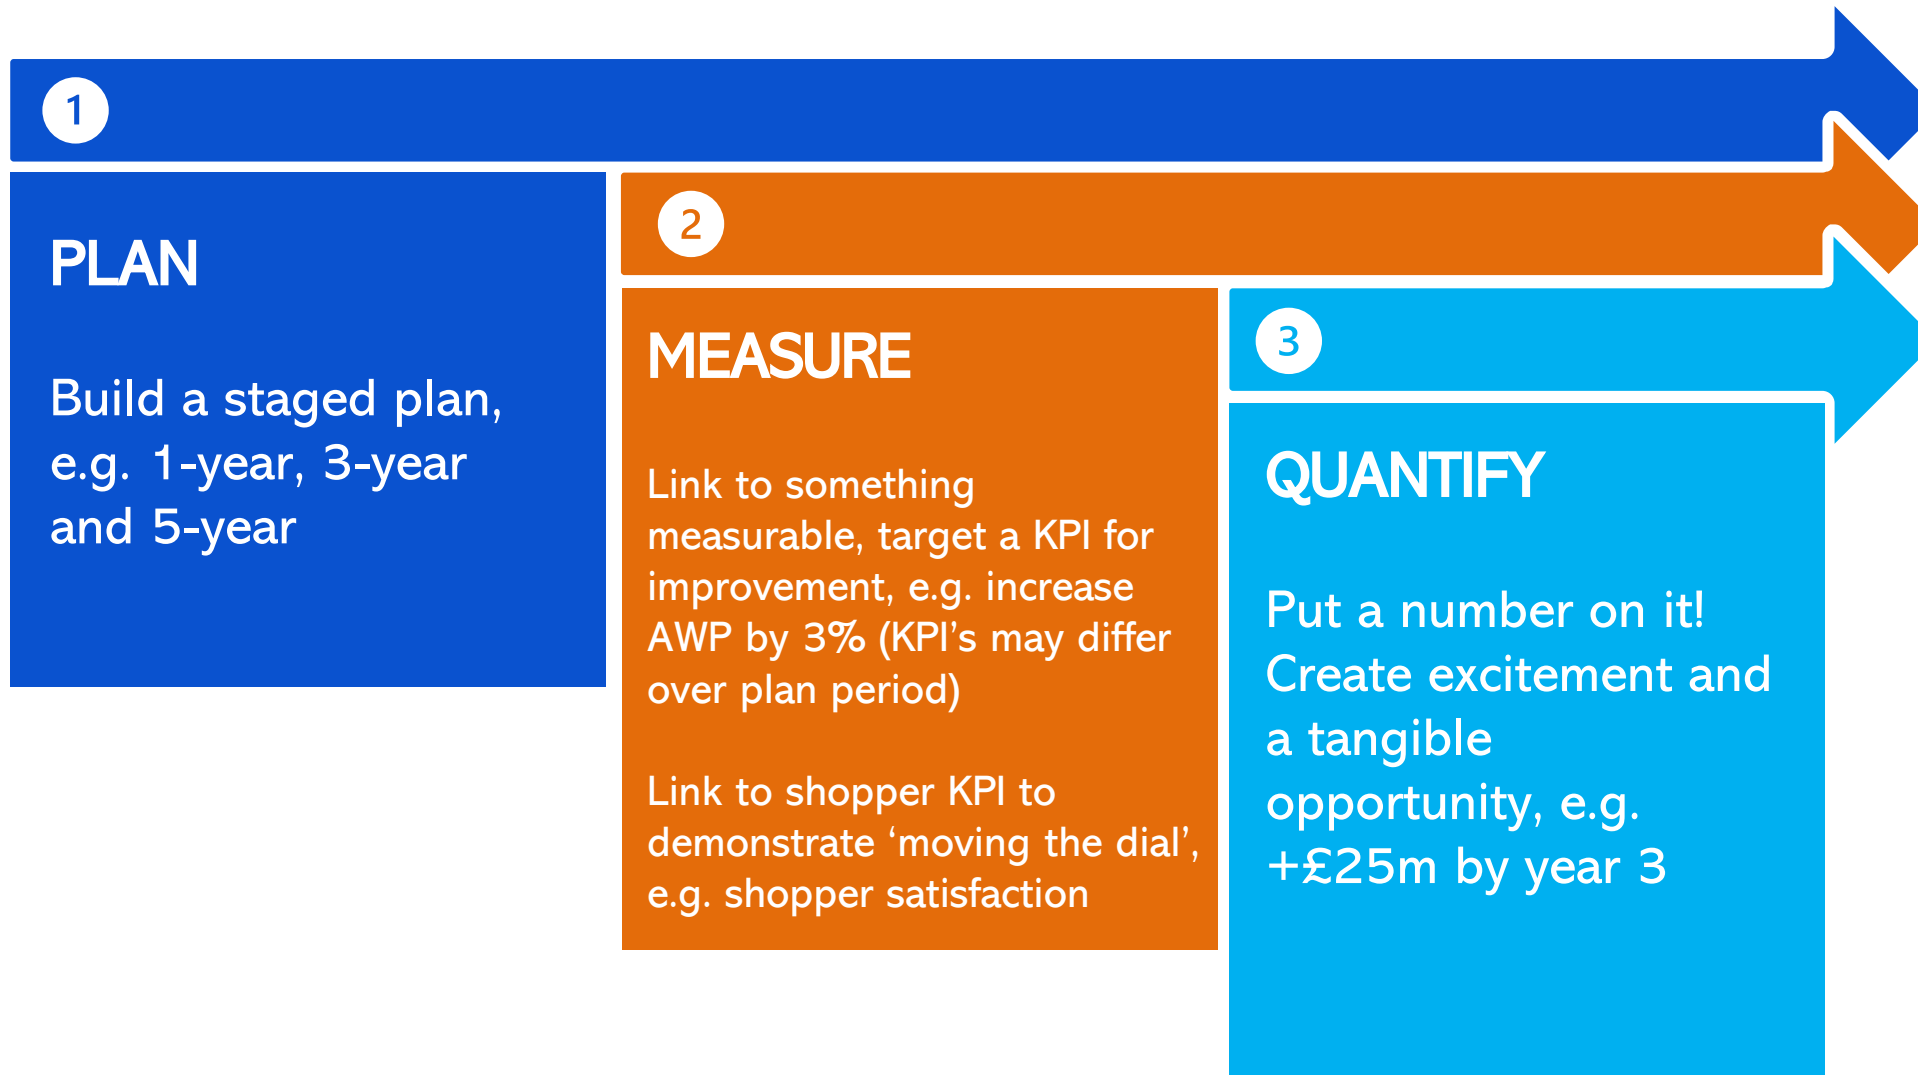 1
PLAN
Build a staged plan,
e.g. 1-year, 3-year
and 5-year
2
MEASURE
Link to something
measurable, target a KPI for
improvement, e.g. increase
AWP by 3% (KPI’s may differ
over plan period)
Link to shopper KPI to
demonstrate ‘moving the dial’,
e.g. shopper satisfaction
3
QUANTIFY
Put a number on it!
Create excitement and
a tangible
opportunity, e.g.
+£25m by year 3